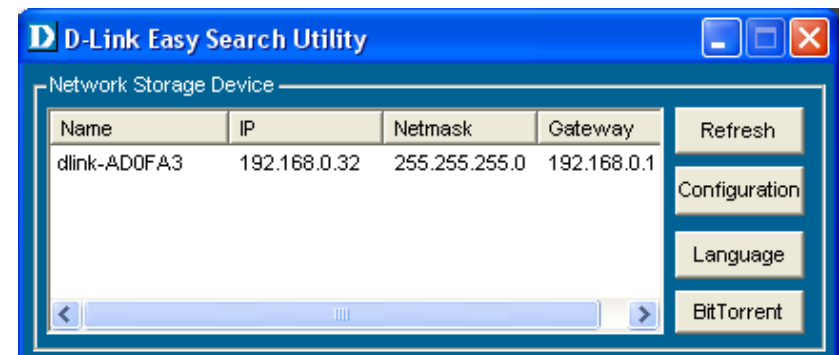 D D-Link Easy Search Utility
Network Storage Device
Name IP Netmask Gateway
dlink-AD0FA3 192.168.0.32 255.255.255.0 192.168.0.1
Refresh
Configuration
Language
BitTorrent